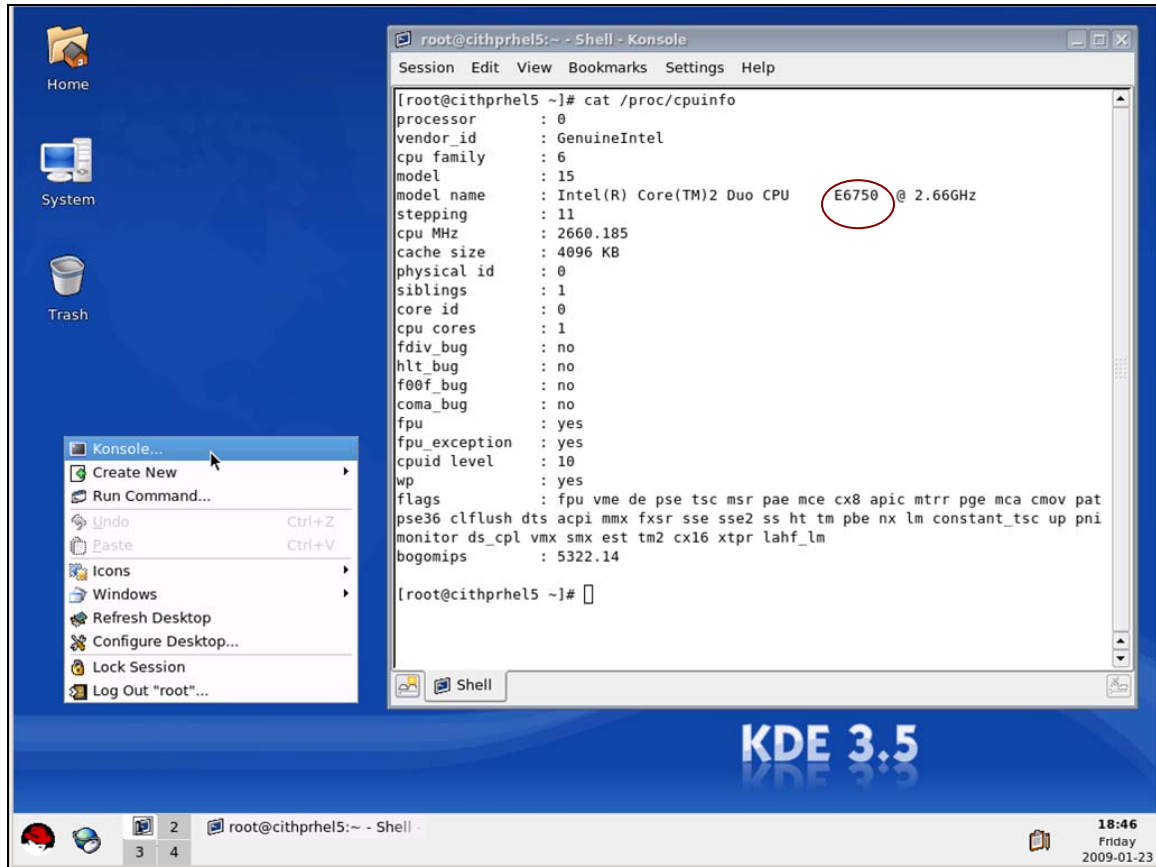 Home
System
Trash
root@cithprhel5:~ - Shell - Konsole
Session Edit View Bookmarks Settings Help
[root@cithprhel5 ~]# cat /proc/cpuinfo
processor : 0
vendor_id : GenuineIntel
cpu family : 6
model : 15
model name : Intel(R) Core(TM)2 Duo CPU E6750 @ 2.66GHz
stepping : 11
cpu MHz : 2660.185
cache size : 4096 KB
physical id : 0
siblings : 1
core id : 0
cpu cores : 1
fdiv_bug : no
hlt_bug : no
f00f_bug : no
coma_bug : no
fpu : yes
fpu_exception : yes
cpuid level : 10
wp : yes
flags : fpu vme de pse tsc msr pae mce cx8 apic mtrr pge mca cmov pat
pse36 clflush dts acpi mmx fxsr sse sse2 ss ht tm pbe nx lm constant_tsc up pni
monitor ds_cpl vmx smx est tm2 cx16 xtpr lahf_lm
bogomips : 5322.14
[root@cithprhel5 ~]#
Shell
Konsole...
Create New
Run Command...
Undo Ctrl+Z
Paste Ctrl+V
Icons
Windows
Refresh Desktop
Configure Desktop...
Lock Session
Log Out "root"...
KDE 3.5
2
3 4
root@cithprhel5:~ - Shell -
18:46
Friday
2009-01-23